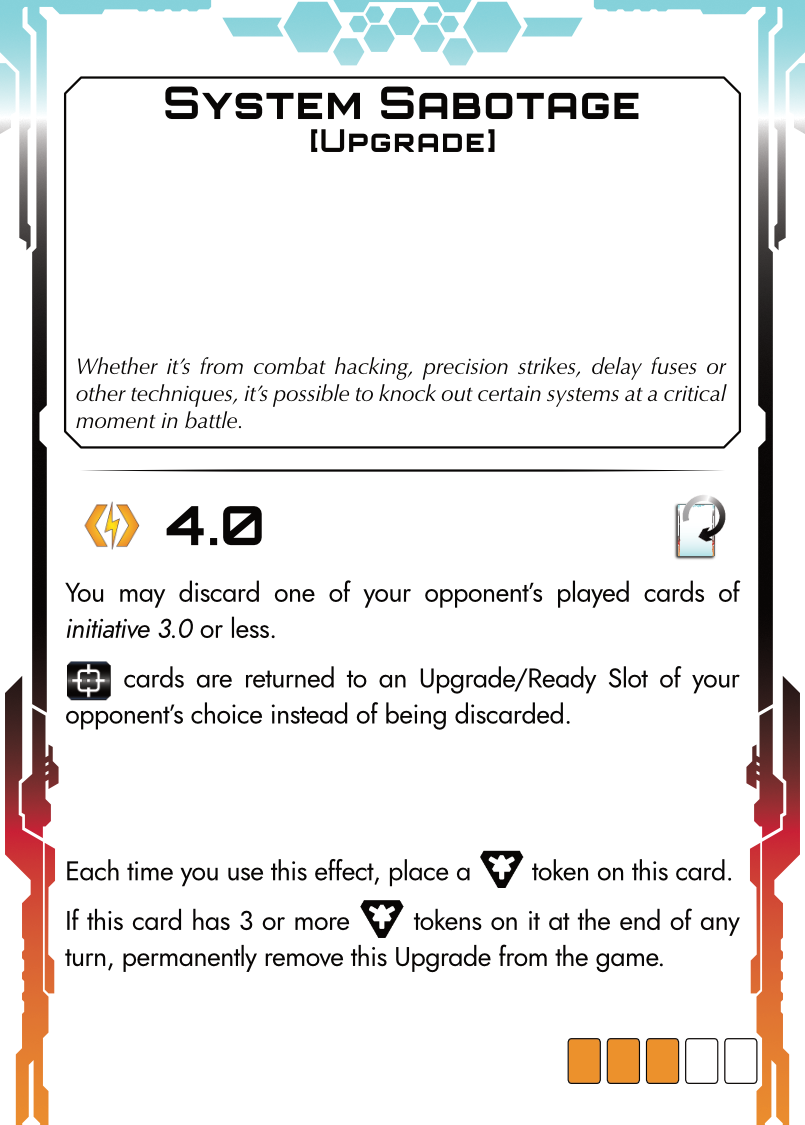 System Sabotage
[Upgrade]
Whether it’s from combat hacking, precision strikes, delay fuses or
other techniques, it’s possible to knock out certain systems at a critical
moment in battle.
4.0
You may discard one of your opponent’s played cards of
initiative 3.0 or less.
cards are returned to an Upgrade/Ready Slot of your
opponent’s choice instead of being discarded.
Each time you use this effect, place a token on this card.
If this card has 3 or more tokens on it at the end of any
turn, permanently remove this Upgrade from the game.